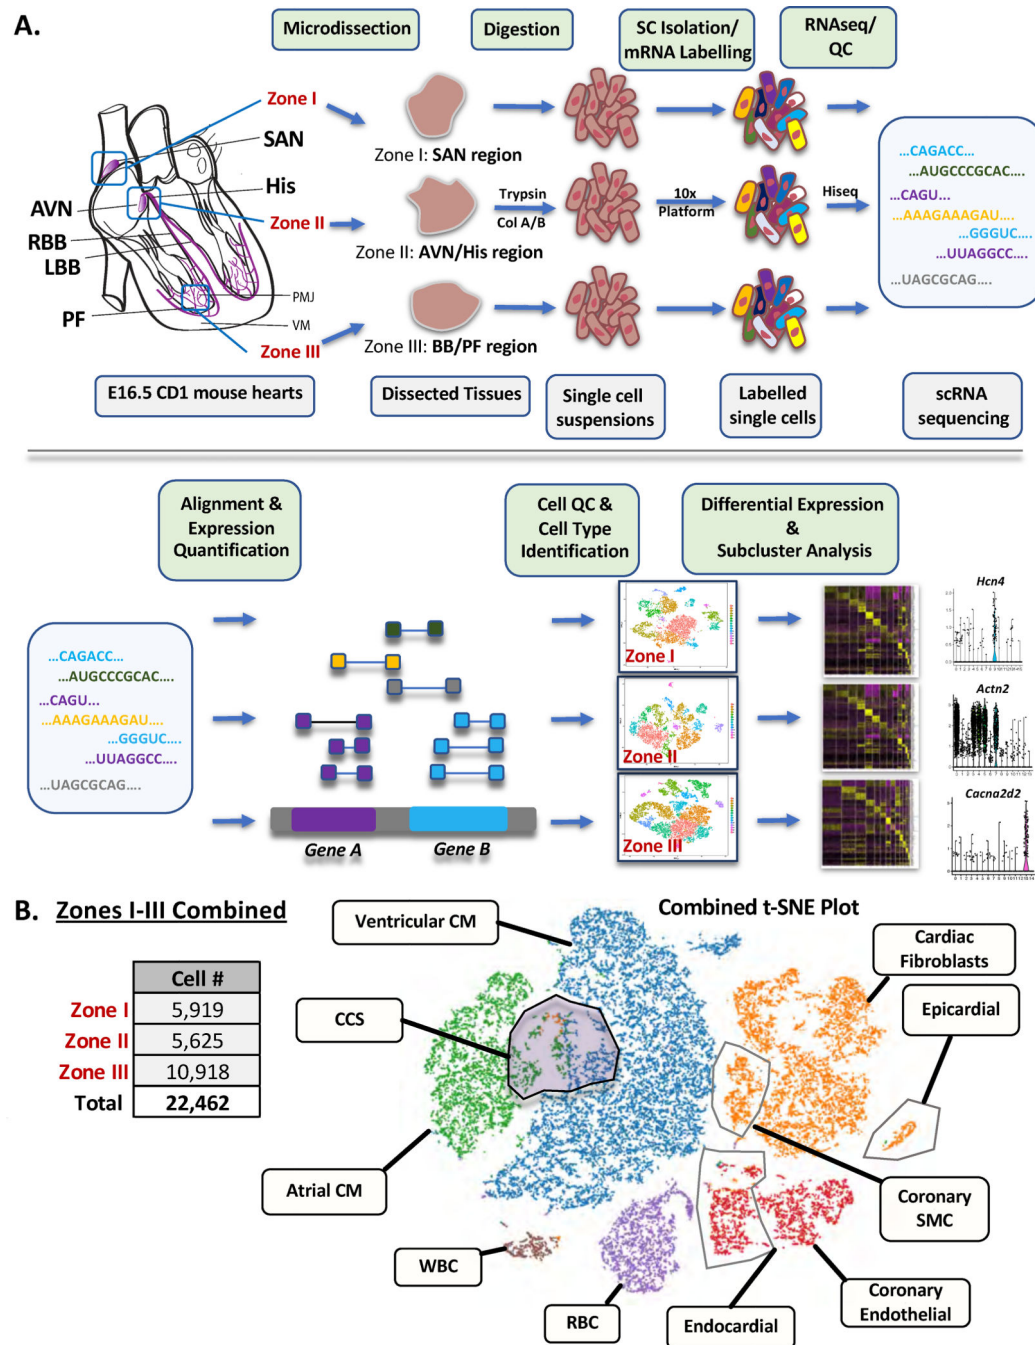 A.
Microdissection
Digestion
SC Isolation/
mRNA Labelling
RNAseq/
QC
Zone I
SAN
His
AVN
Zone II
RBB
LBB
PMJ
PF
VM
Zone III
Zone I: SAN region
Zone II: AVN/His region
Zone III: BB/PF region
Trypsin
Col A/B
10x
Platform
Hiseq
...CAGACC...
...AUGCCCGCAC....
...CAGU...
...AAAGAAAGAU....
...GGGUC....
...UUAGGCC....
...UAGCGCAG....
E16.5 CD1 mouse hearts
Dissected Tissues
Single cell
suspensions
Labelled
single cells
scRNA
sequencing
Alignment &
Expression
Quantification
Cell QC &
Cell Type
Identification
Differential Expression
&
Subcluster Analysis
...CAGACC...
...AUGCCCGCAC....
...CAGU...
...AAAGAAAGAU....
...GGGUC....
...UUAGGCC....
...UAGCGCAG....
Gene A
Gene B
Zone I
Zone II
Zone III
Hcn4
Actn2
Cacna2d2
B. Zones I-III Combined
Combined t-SNE Plot
Cell #
Zone I 5,919
Zone II 5,625
Zone III 10,918
Total 22,462
Ventricular CM
CCS
Atrial CM
WBC
RBC
Endocardial
Coronary
Endothelial
Coronary
SMC
Epicardial
Cardiac
Fibroblasts